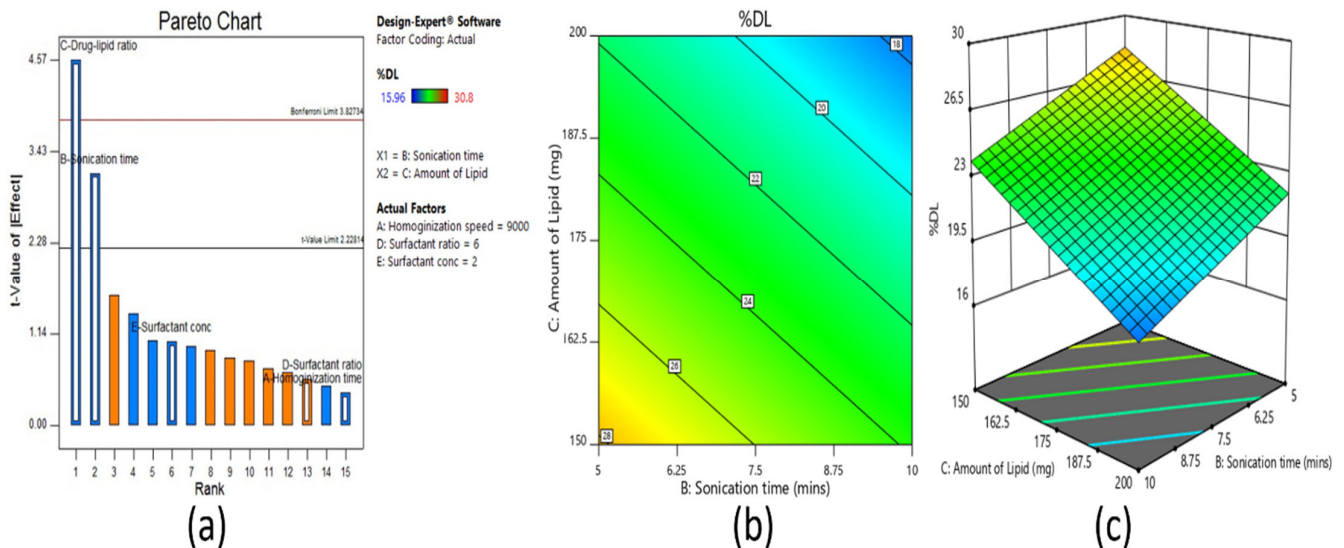 Pareto Chart
C-Drug-lipid ratio
4.57
Bonferroni Limit 3.82734
3.43
B-Sonication time
2.28
t-Value Limit 2.22814
t-Value of |Effect|
1.14
E-Surfactant conc
D-Surfactant ratio
A-Homoginization time
0.00
1 2 3 4 5 6 7 8 9 10 11 12 13 14 15
Rank
(a)
Design-Expert® Software
Factor Coding: Actual
%DL
15.96 30.8
X1 = B: Sonication time
X2 = C: Amount of Lipid
Actual Factors
A: Homoginization speed = 9000
D: Surfactant ratio = 6
E: Surfactant conc = 2
%DL
200
187.5
175
162.5
150
C: Amount of Lipid (mg)
18
20
22
24
26
28
5 6.25 7.5 8.75 10
B: Sonication time (mins)
(b)
30
26.5
23
19.5
16
%DL
150
162.5
175
187.5
200
C: Amount of Lipid (mg)
5
6.25
7.5
8.75
10
B: Sonication time (mins)
(c)